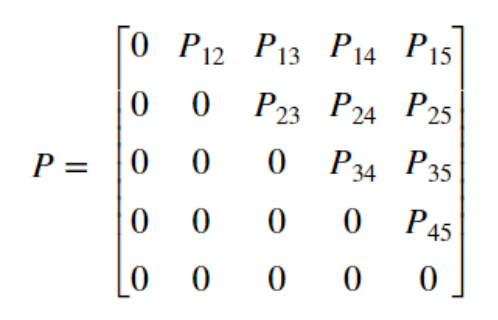 0 P₁₂ P₁₃ P₁₄ P₁₅
0 0 P₂₃ P₂₄ P₂₅
P = 0 0 0 P₃₄ P₃₅
0 0 0 0 P₄₅
0 0 0 0 0